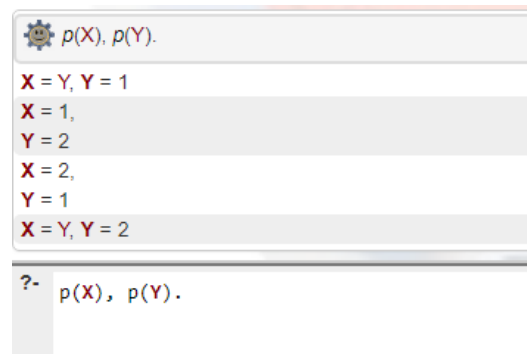 p(X), p(Y).
X = Y, Y = 1
X = 1,
Y = 2
X = 2,
Y = 1
X = Y, Y = 2
?- p(X), p(Y).